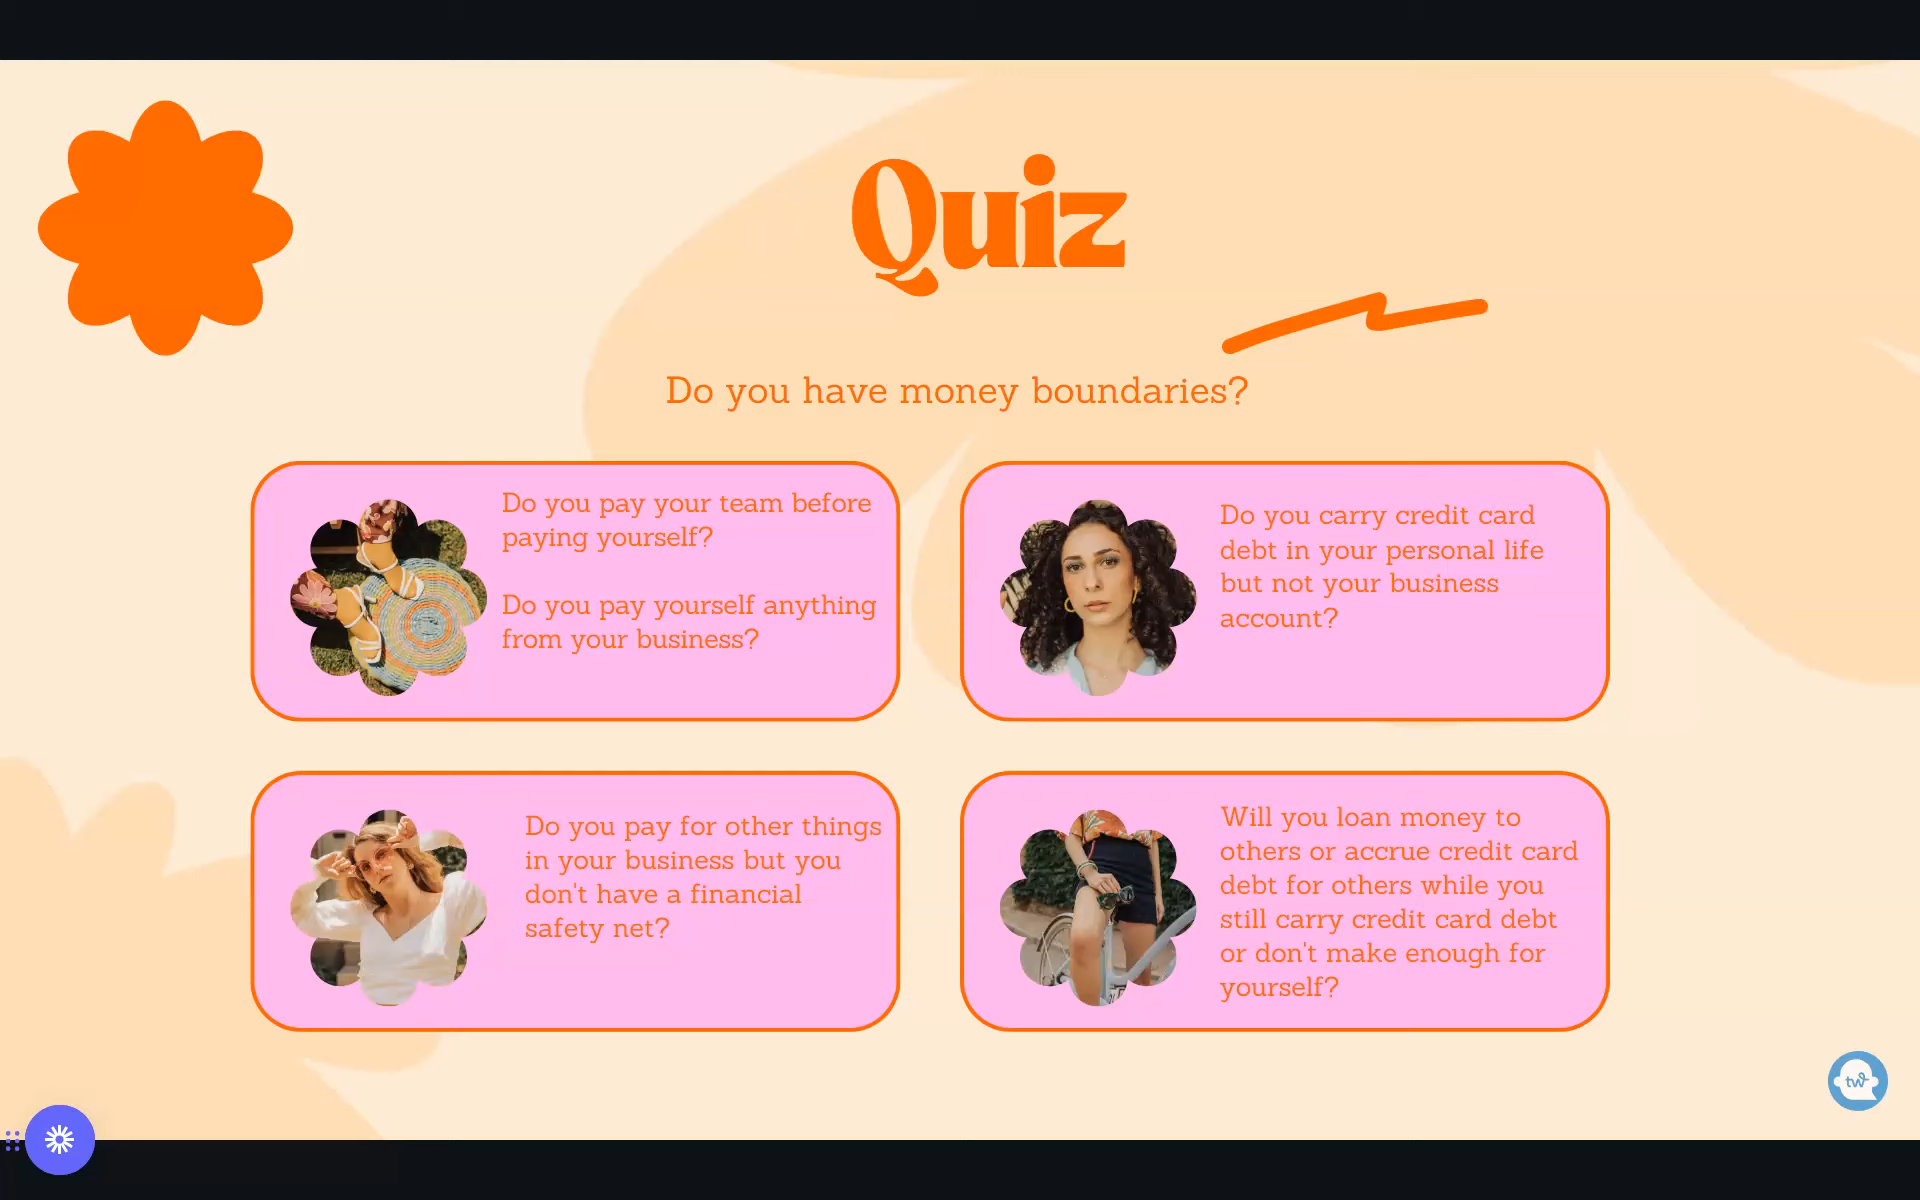 Quiz
Do you have money boundaries?
Do you pay your team before
paying yourself?
Do you pay yourself anything
from your business?
Do you carry credit card
debt in your personal life
but not your business
account?
Do you pay for other things
in your business but you
don't have a financial
safety net?
Will you loan money to
others or accrue credit card
debt for others while you
still carry credit card debt
or don't make enough for
yourself?
tw